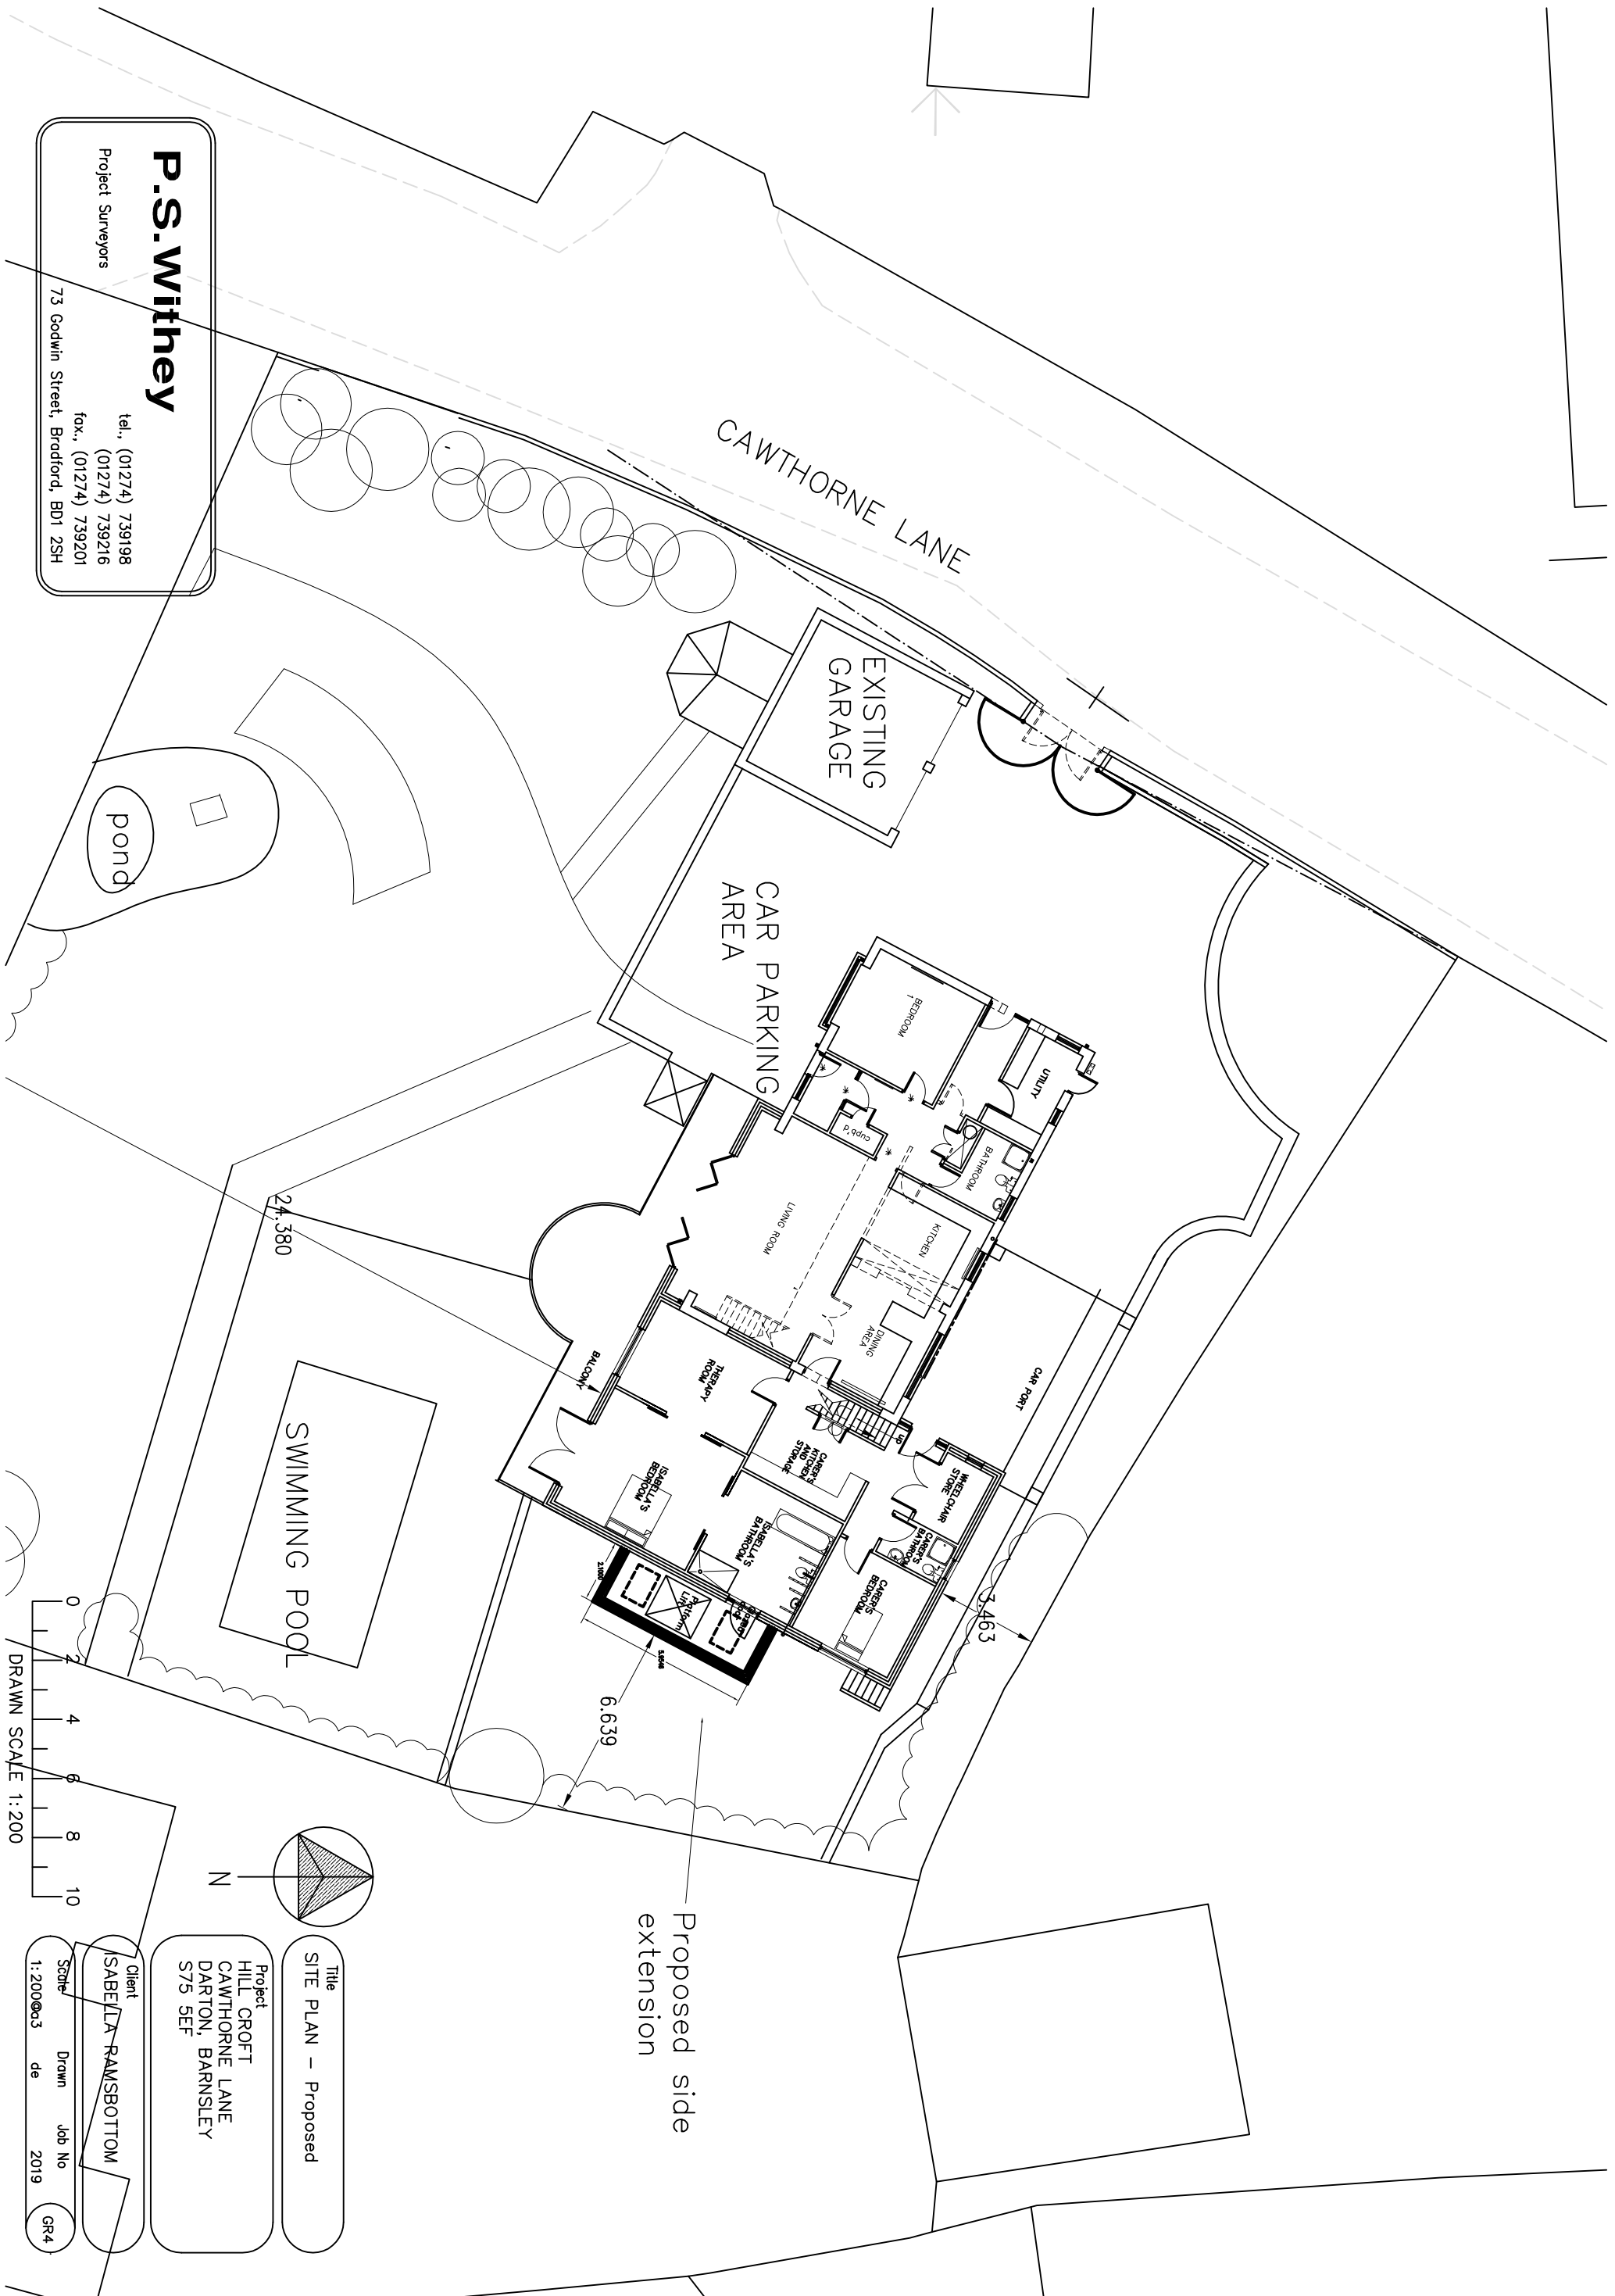 P.S.Withey
Project Surveyors
tel., (01274) 739198
(01274) 739216
fax., (01274) 739201
73 Godwin Street, Bradford, BD1 2SH
CAWTHORNE LANE
EXISTING
GARAGE
CAR PARKING
AREA
pond
BEDROOM
1
UTILITY
cupb'd
BATHROOM
LIVING ROOM
KITCHEN
DINING
AREA
CAR PORT
24.380
BALCONY
THERAPY
ROOM
CARER'S
KITCHEN
AND
STORAGE
UP
WHEELCHAIR
STORE
ISABELLA'S
BEDROOM
ISABELLA'S
BATHROOM
CARER'S
BATHROOM
CARER'S
BEDROOM
Platform
Lift
3.463
6.639
SWIMMING POOL
Proposed side
extension
0
2
4
6
8
10
DRAWN SCALE 1:200
N
Title
SITE PLAN - Proposed
Project
HILL CROFT
CAWTHORNE LANE
DARTON, BARNSLEY
S75 5EF
Client
ISABELLA RAMSBOTTOM
Scale Drawn Job No
1:200@a3 de 2019 GR4